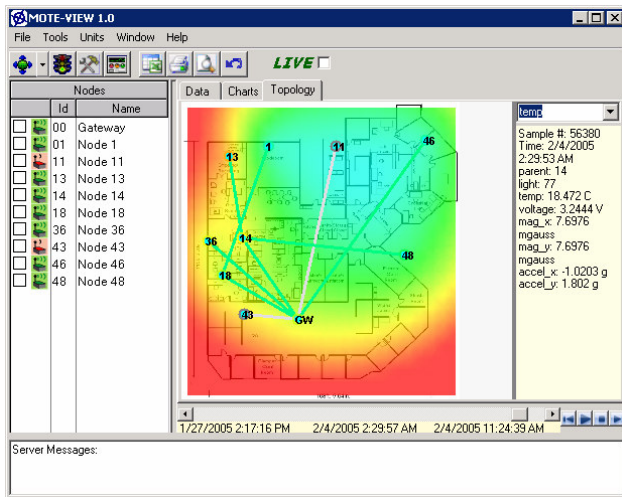 MOTE-VIEW 1.0
File Tools Units Window Help
LIVE
Nodes
Id Name
00 Gateway
01 Node 1
11 Node 11
13 Node 13
14 Node 14
18 Node 18
36 Node 36
43 Node 43
46 Node 46
48 Node 48
Data Charts Topology
13
1
11
46
36
14
48
18
43
GW
temp
Sample #: 56380
Time: 2/4/2005
2:29:53 AM
parent: 14
light: 77
temp: 18.472 C
voltage: 3.2444 V
mag_x: 7.6976
mgauss
mag_y: 7.6976
mgauss
accel_x: -1.0203 g
accel_y: 1.802 g
1/27/2005 2:17:16 PM 2/4/2005 2:29:57 AM 2/4/2005 11:24:39 AM
Server Messages: